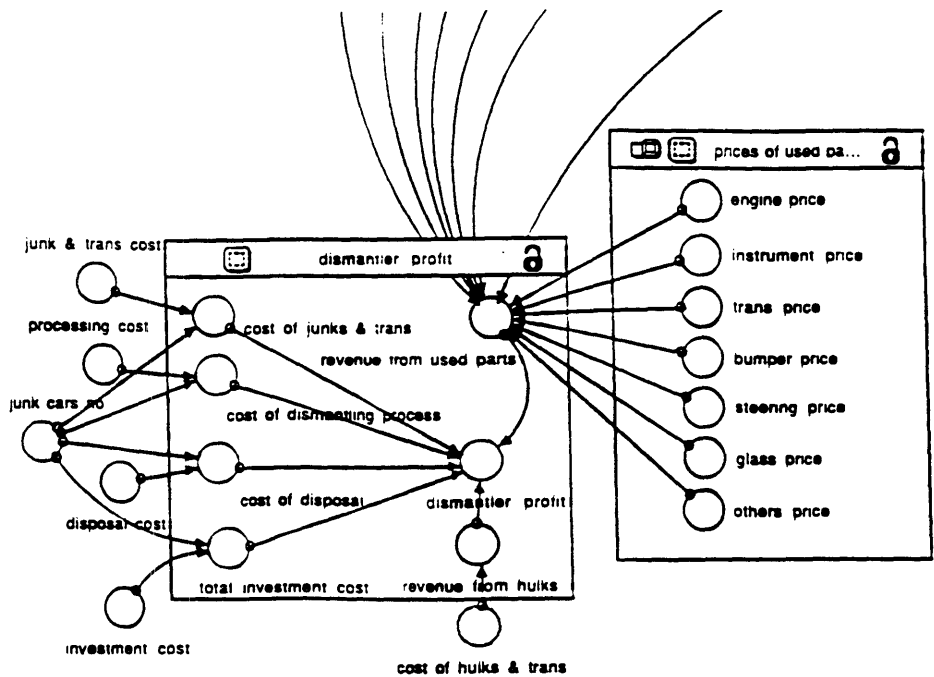 prices of used pa...
engine price
instrument price
trans price
bumper price
steering price
glass price
others price
junk & trans cost
dismantler profit
processing cost
cost of junks & trans
revenue from used parts
junk cars no
cost of dismantling process
cost of disposal
dismantler profit
disposal cost
total investment cost
revenue from hulks
investment cost
cost of hulks & trans